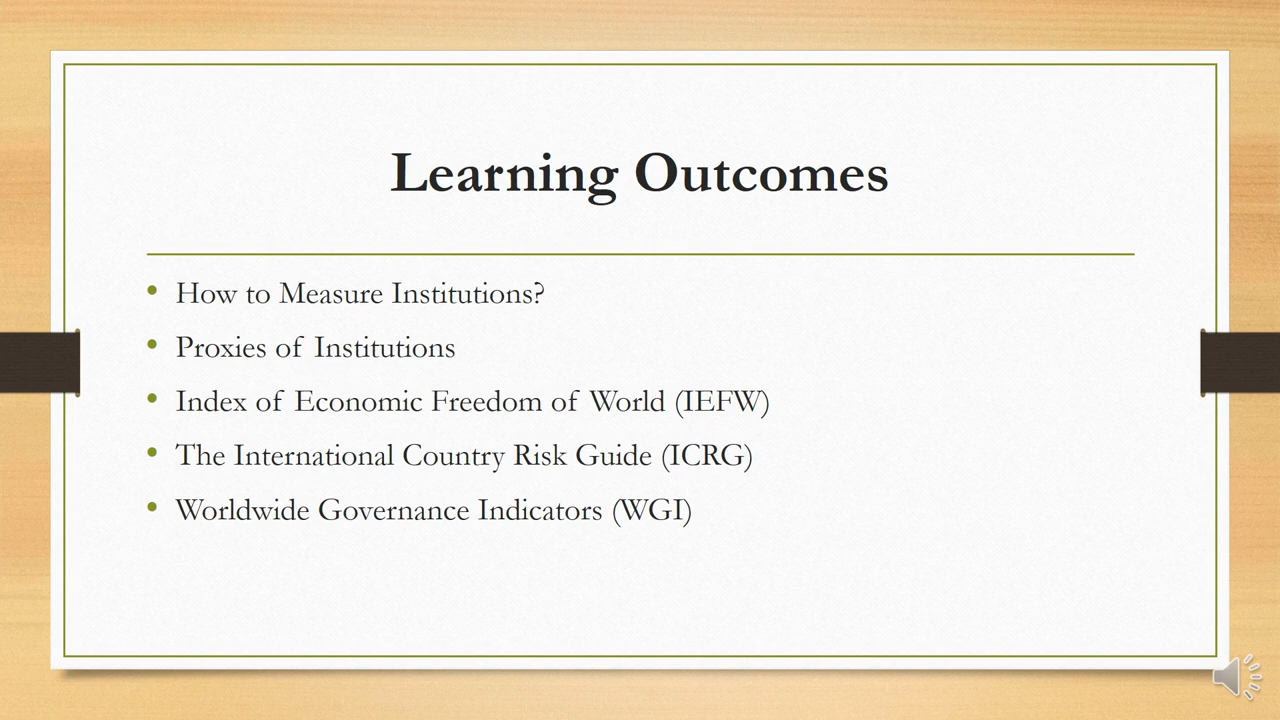 Learning Outcomes
• How to Measure Institutions?
• Proxies of Institutions
• Index of Economic Freedom of World (IEFW)
• The International Country Risk Guide (ICRG)
• Worldwide Governance Indicators (WGI)